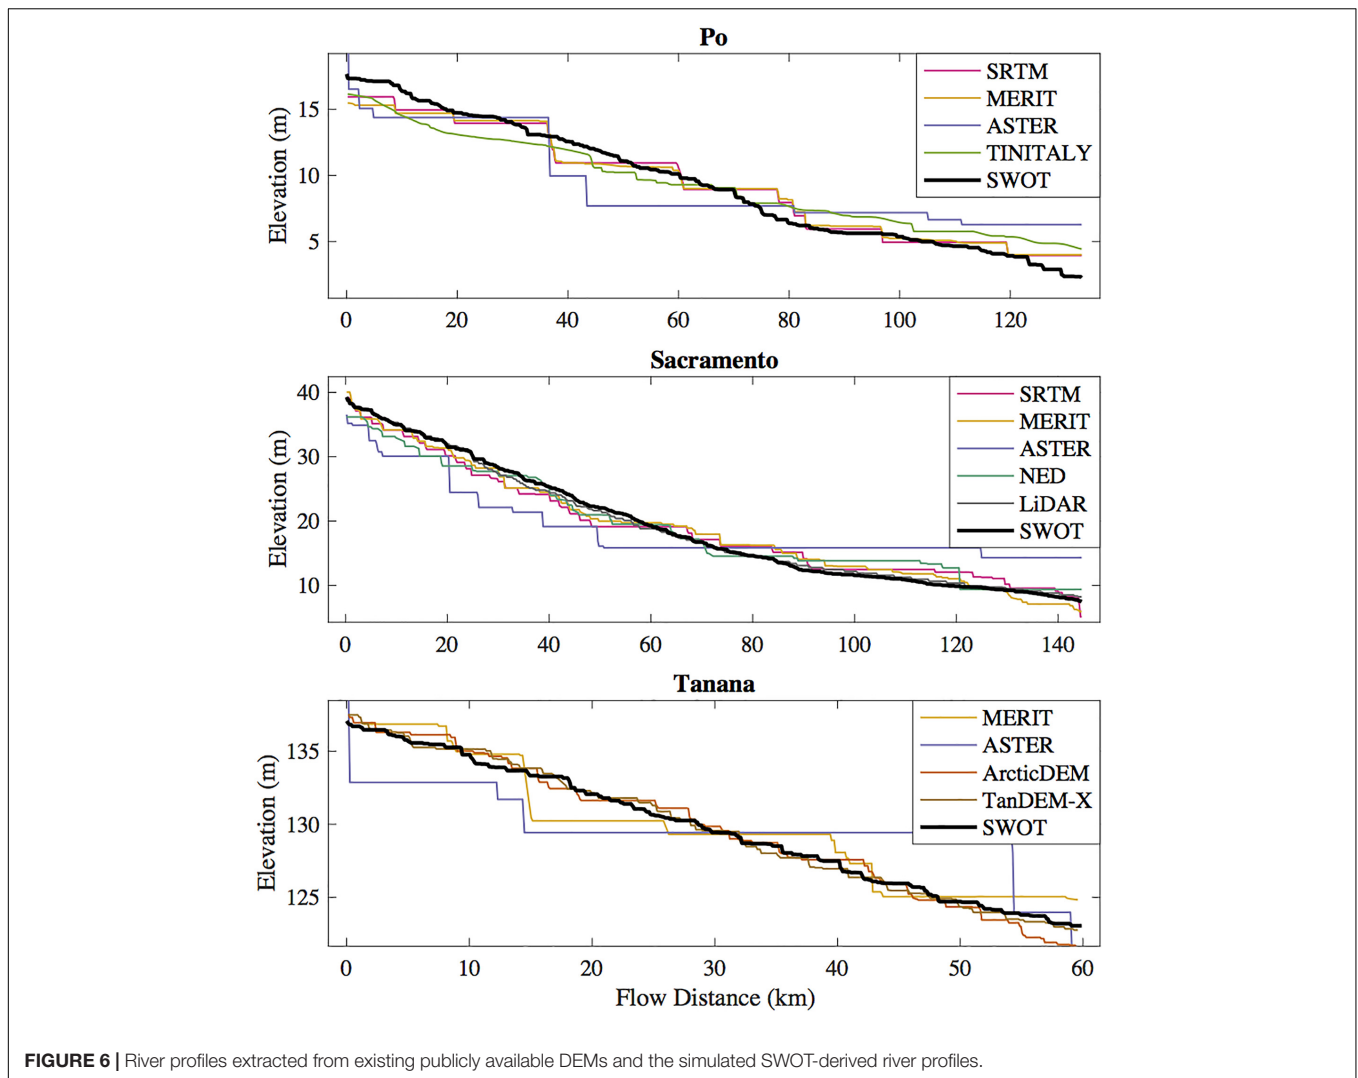 Po
Elevation (m)
15
10
5
SRTM
MERIT
ASTER
TINITALY
SWOT
0 20 40 60 80 100 120
Sacramento
Elevation (m)
40
30
20
10
SRTM
MERIT
ASTER
NED
LiDAR
SWOT
0 20 40 60 80 100 120 140
Tanana
Elevation (m)
135
130
125
MERIT
ASTER
ArcticDEM
TanDEM-X
SWOT
0 10 20 30 40 50 60
Flow Distance (km)
FIGURE 6 | River profiles extracted from existing publicly available DEMs and the simulated SWOT-derived river profiles.